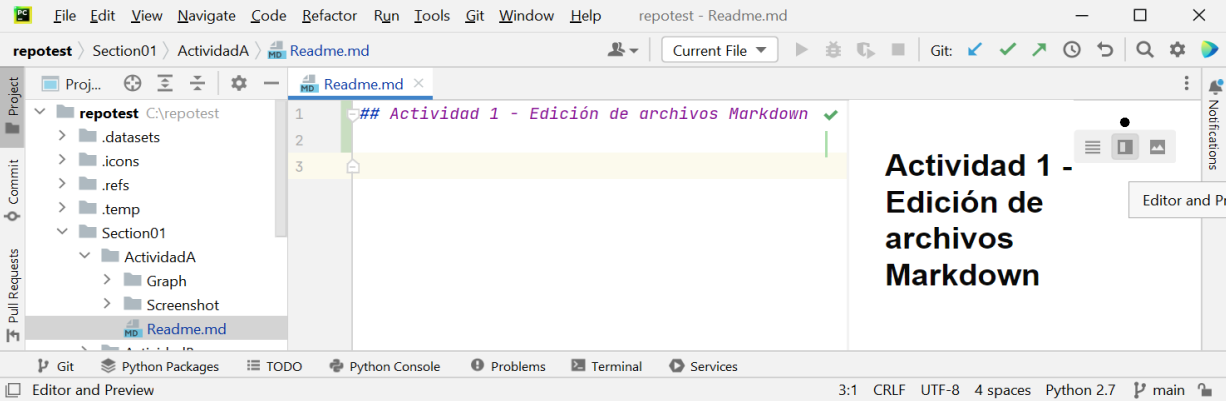 PC File Edit View Navigate Code Refactor Run Tools Git Window Help repotest - Readme.md
repotest Section01 ActividadA MD Readme.md Current File Git:
Project Proj... MD Readme.md Notifications
repotest C:\repotest
.datasets
.icons
.refs
.temp
Section01
ActividadA
Graph
Screenshot
MD Readme.md
Commit
Pull Requests
1 ## Actividad 1 - Edición de archivos Markdown
2
3
Actividad 1 -
Edición de
archivos
Markdown
Editor and Pr
Git Python Packages TODO Python Console Problems Terminal Services
Editor and Preview 3:1 CRLF UTF-8 4 spaces Python 2.7 main